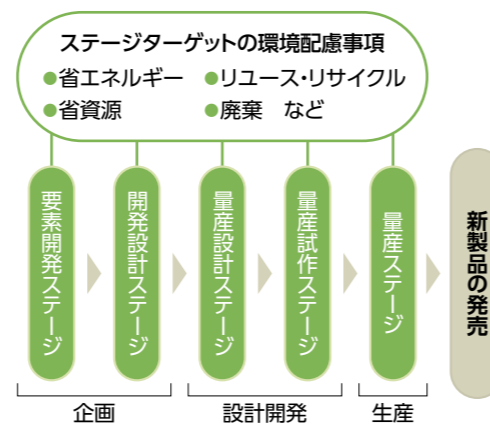 ステージターゲットの環境配慮事項
●省エネルギー ●リユース・リサイクル
●省資源 ●廃棄 など
要素開発ステージ
開発設計ステージ
量産設計ステージ
量産試作ステージ
量産ステージ
新製品の発売
企画
設計開発
生産